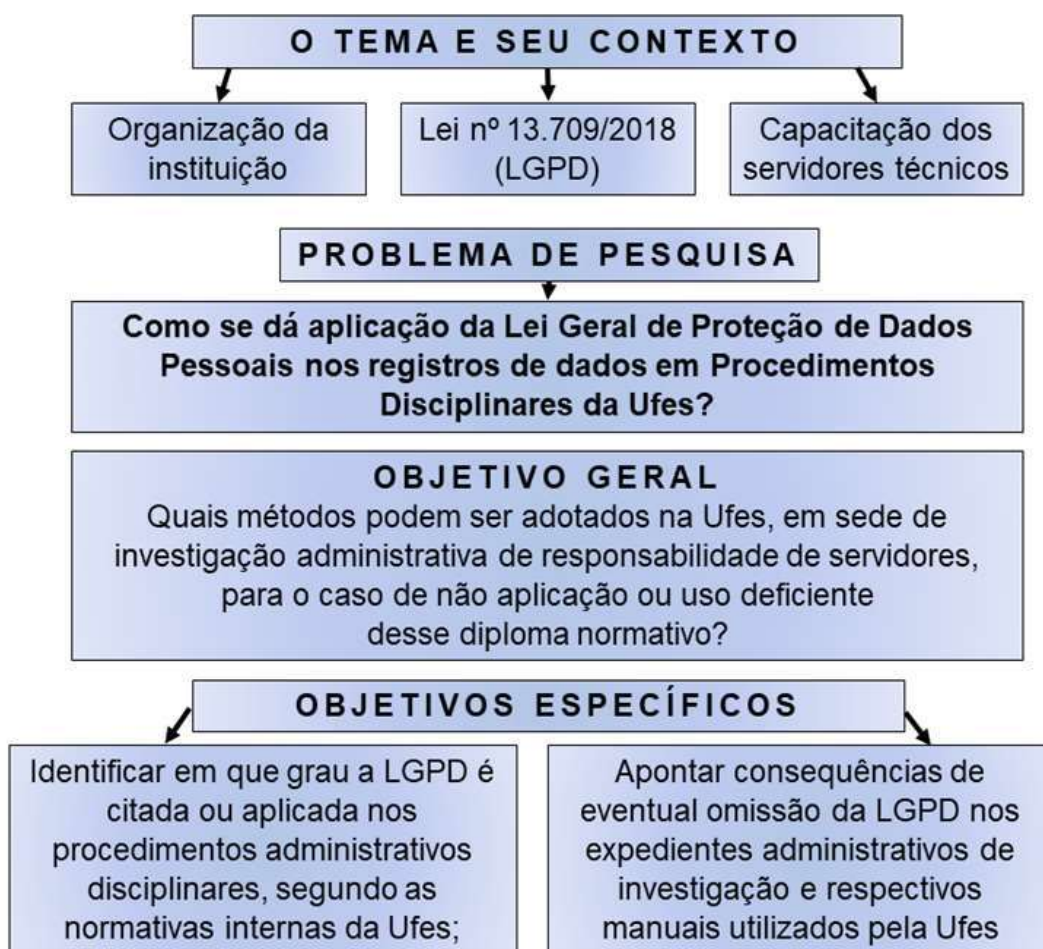 O TEMA E SEU CONTEXTO
Organização da
instituição
Lei nº 13.709/2018
(LGPD)
Capacitação dos
servidores técnicos
PROBLEMA DE PESQUISA
Como se dá aplicação da Lei Geral de Proteção de Dados
Pessoais nos registros de dados em Procedimentos
Disciplinares da Ufes?
OBJETIVO GERAL
Quais métodos podem ser adotados na Ufes, em sede de
investigação administrativa de responsabilidade de servidores,
para o caso de não aplicação ou uso deficiente
desse diploma normativo?
OBJETIVOS ESPECÍFICOS
Identificar em que grau a LGPD é
citada ou aplicada nos
procedimentos administrativos
disciplinares, segundo as
normativas internas da Ufes;
Apontar consequências de
eventual omissão da LGPD nos
expedientes administrativos de
investigação e respectivos
manuais utilizados pela Ufes